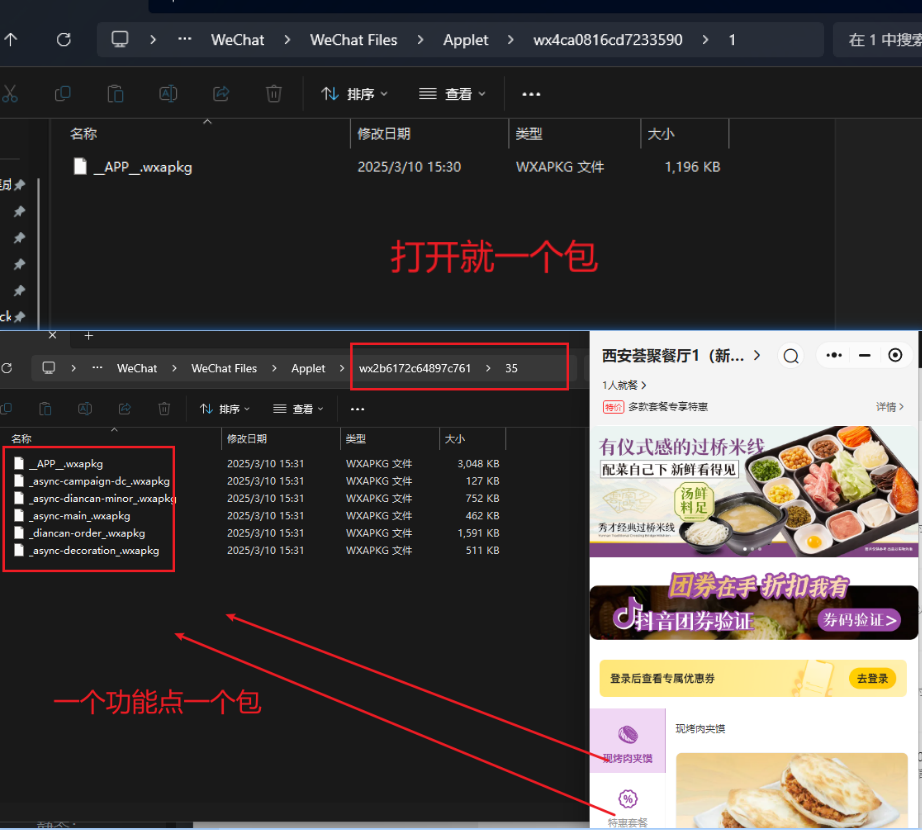 WeChat > WeChat Files > Applet > wx4ca0816cd7233590 > 1
在 1 中搜索
排序 查看
名称 修改日期 类型 大小
__APP__.wxapkg 2025/3/10 15:30 WXAPKG 文件 1,196 KB
打开就一个包
WeChat > WeChat Files > Applet > wx2b6172c64897c761 > 35
排序 查看
名称 修改日期 类型 大小
__APP__.wxapkg 2025/3/10 15:31 WXAPKG 文件 3,048 KB
_async-campaign-dc_.wxapkg 2025/3/10 15:31 WXAPKG 文件 127 KB
_async-diancan-minor_.wxapkg 2025/3/10 15:31 WXAPKG 文件 752 KB
_async-main_.wxapkg 2025/3/10 15:31 WXAPKG 文件 462 KB
_diancan-order_.wxapkg 2025/3/10 15:31 WXAPKG 文件 1,591 KB
_async-decoration_.wxapkg 2025/3/10 15:31 WXAPKG 文件 511 KB
一个功能点一个包
西安荟聚餐厅1（新... >
1人就餐 >
特价 多款套餐专享特惠 详情 >
有仪式感的过桥米线
配菜自己下 新鲜看得见
汤鲜
料足
秀才经典过桥米线
团券在手 折扣我有
抖音团券验证 券码验证>
登录后查看专属优惠券 去登录
现烤肉夹馍
现烤肉夹馍
特惠套餐